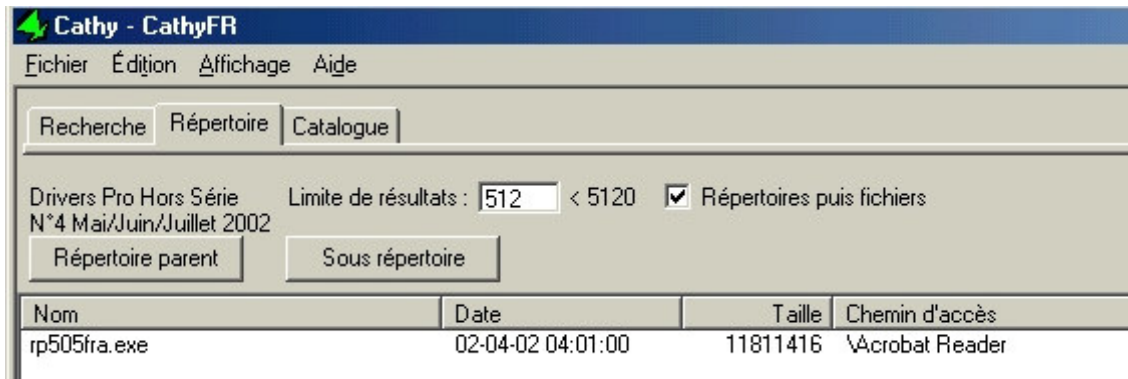 Cathy - CathyFR
Fichier Édition Affichage Aide
Recherche Répertoire Catalogue
Drivers Pro Hors Série
N°4 Mai/Juin/Juillet 2002
Limite de résultats : 512 < 5120 Répertoires puis fichiers
Répertoire parent Sous répertoire
Nom Date Taille Chemin d'accès
rp505fra.exe 02-04-02 04:01:00 11811416 \Acrobat Reader